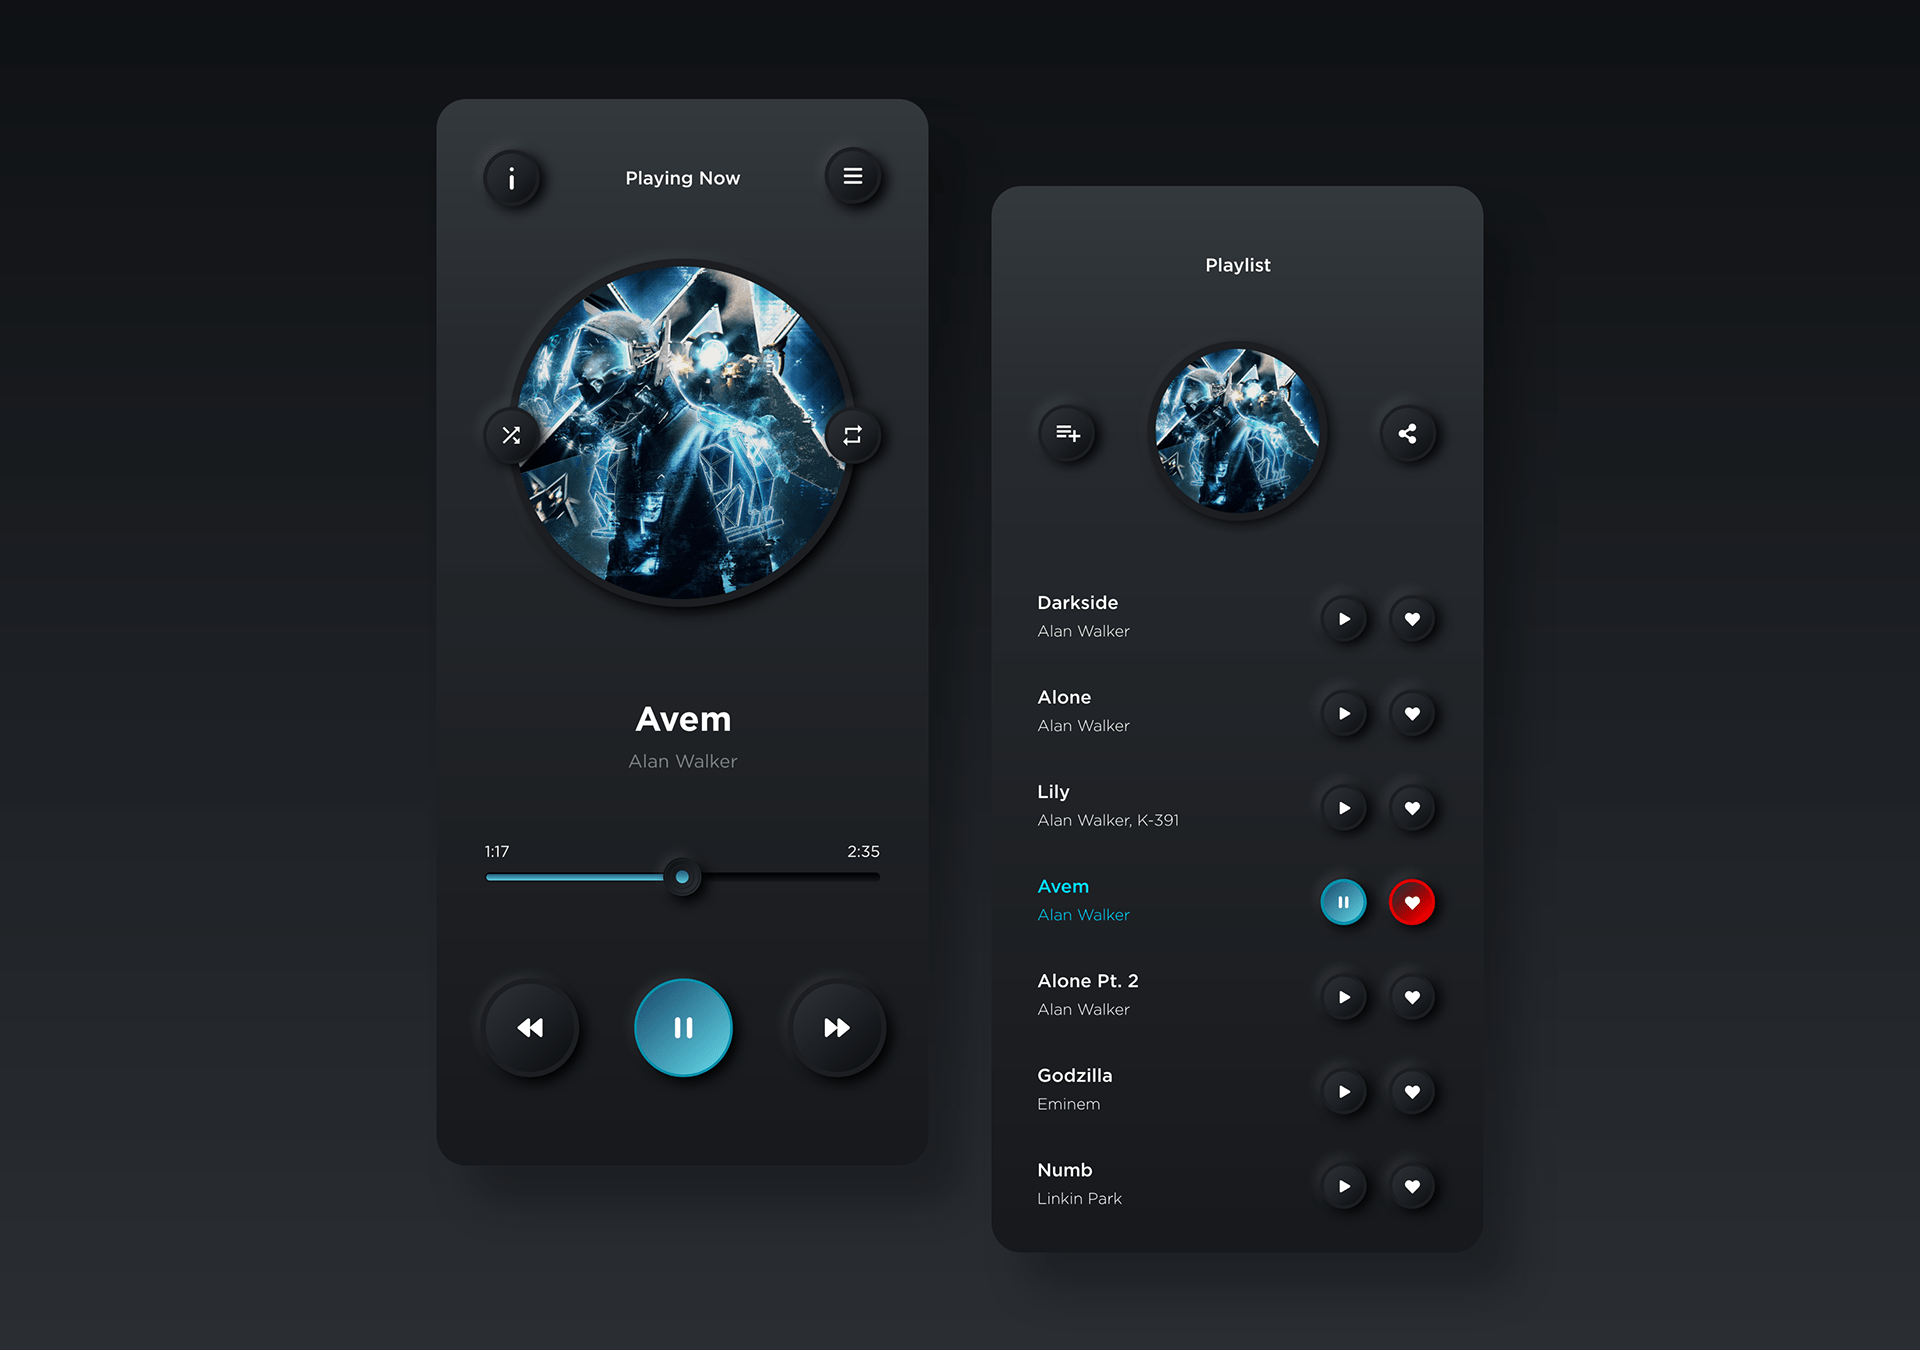 Playing Now
Avem
Alan Walker
1:17
2:35
Playlist
Darkside
Alan Walker
Alone
Alan Walker
Lily
Alan Walker, K-391
Avem
Alan Walker
Alone Pt. 2
Alan Walker
Godzilla
Eminem
Numb
Linkin Park